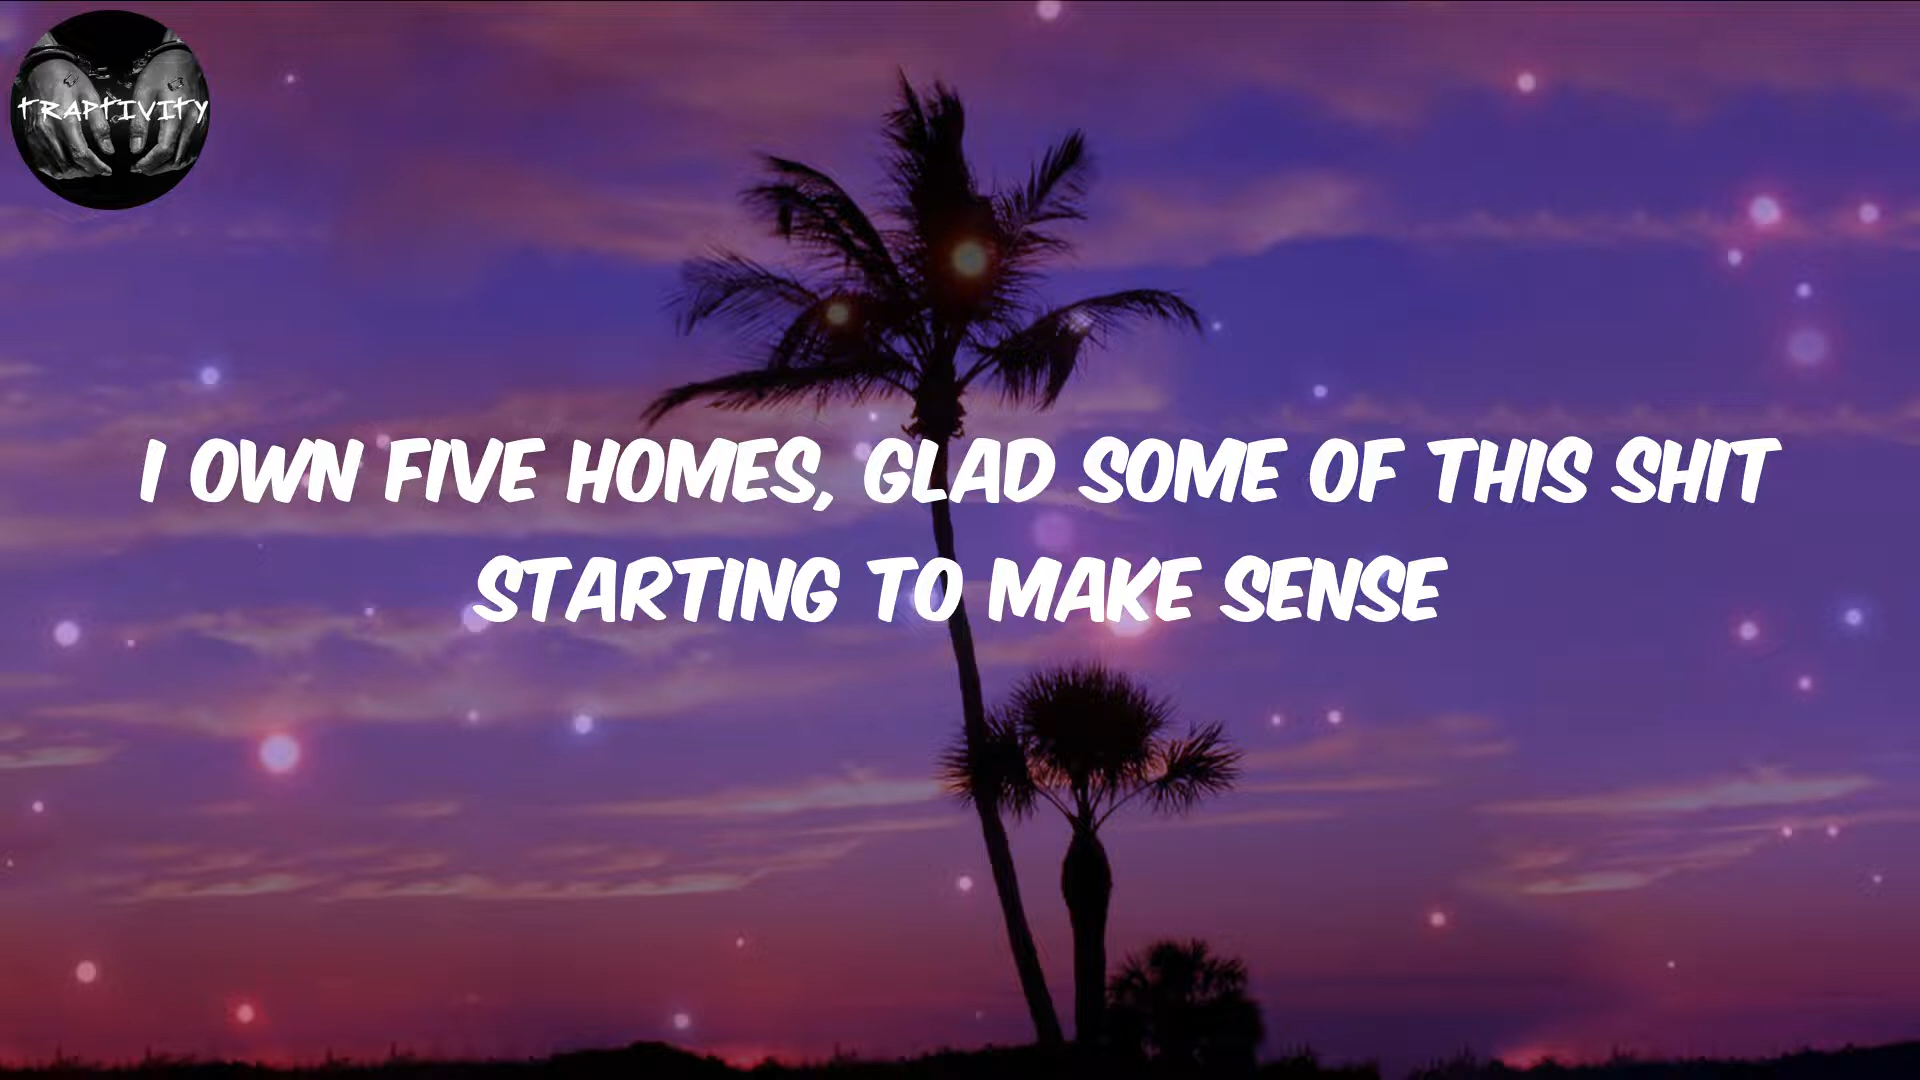 TRAPTIVITY
I OWN FIVE HOMES, GLAD SOME OF THIS SHIT
STARTING TO MAKE SENSE